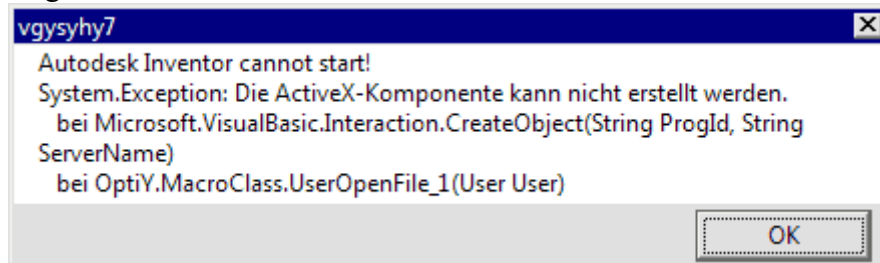 vgysyhy7
Autodesk Inventor cannot start!
System.Exception: Die ActiveX-Komponente kann nicht erstellt werden.
bei Microsoft.VisualBasic.Interaction.CreateObject(String ProgId, String
ServerName)
bei OptiY.MacroClass.UserOpenFile_1(User User)
OK